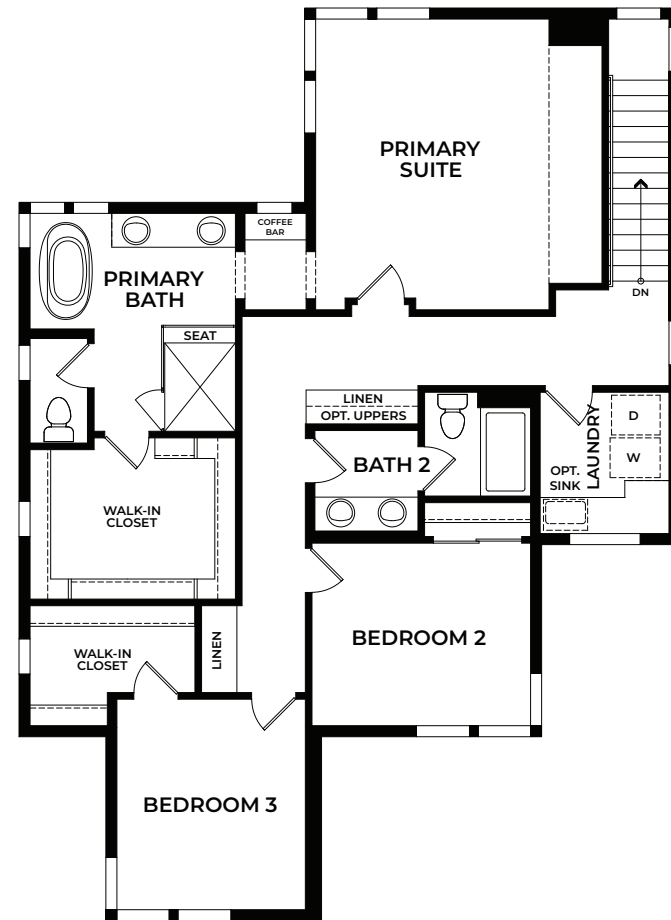 PRIMARY
SUITE
COFFEE
BAR
PRIMARY
BATH
DN
SEAT
LINEN
OPT. UPPERS
LAUNDRY
D
W
OPT.
SINK
BATH 2
WALK-IN
CLOSET
BEDROOM 2
LINEN
WALK-IN
CLOSET
BEDROOM 3